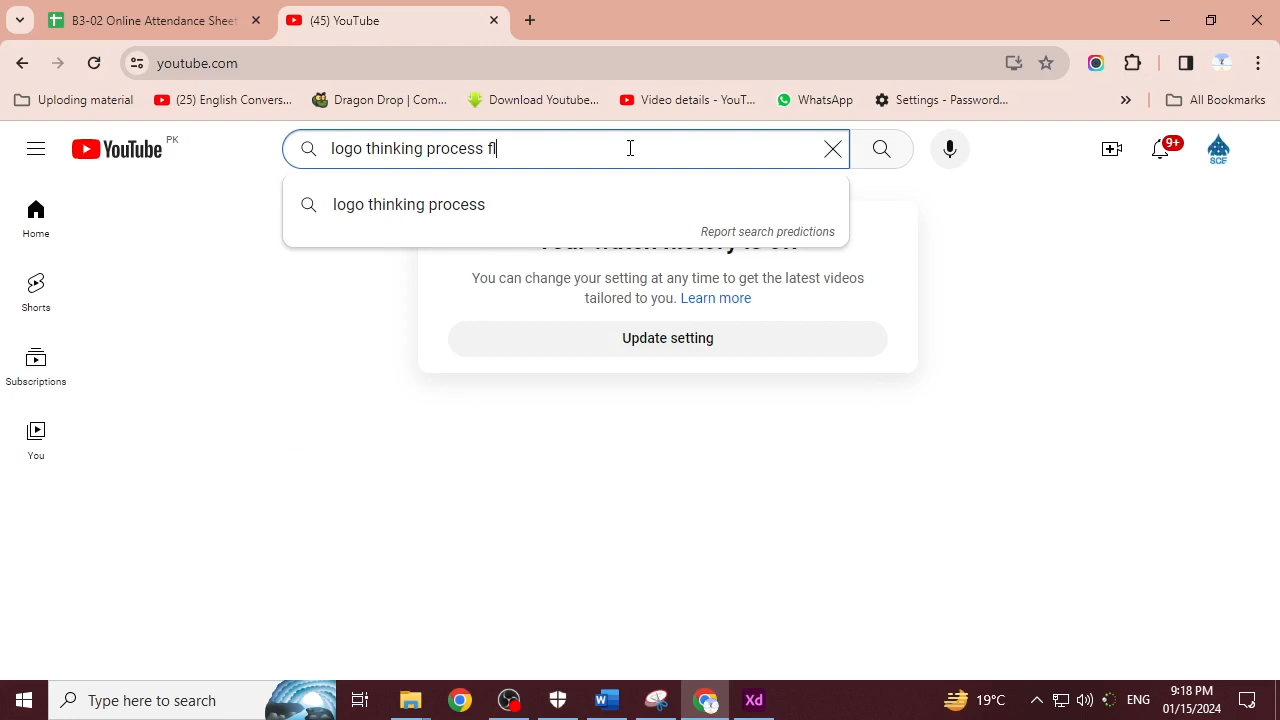 B3-02 Online Attendance Sheet
(45) YouTube
youtube.com
Uploding material
(25) English Convers...
Dragon Drop | Com...
Download Youtube...
Video details - YouT...
WhatsApp
Settings - Password...
All Bookmarks
YouTube PK
logo thinking process fl
9+
SCF
logo thinking process
Report search predictions
Home
You can change your setting at any time to get the latest videos
tailored to you. Learn more
Shorts
Update setting
Subscriptions
You
Type here to search
W
Xd
19°C
ENG
9:18 PM
01/15/2024